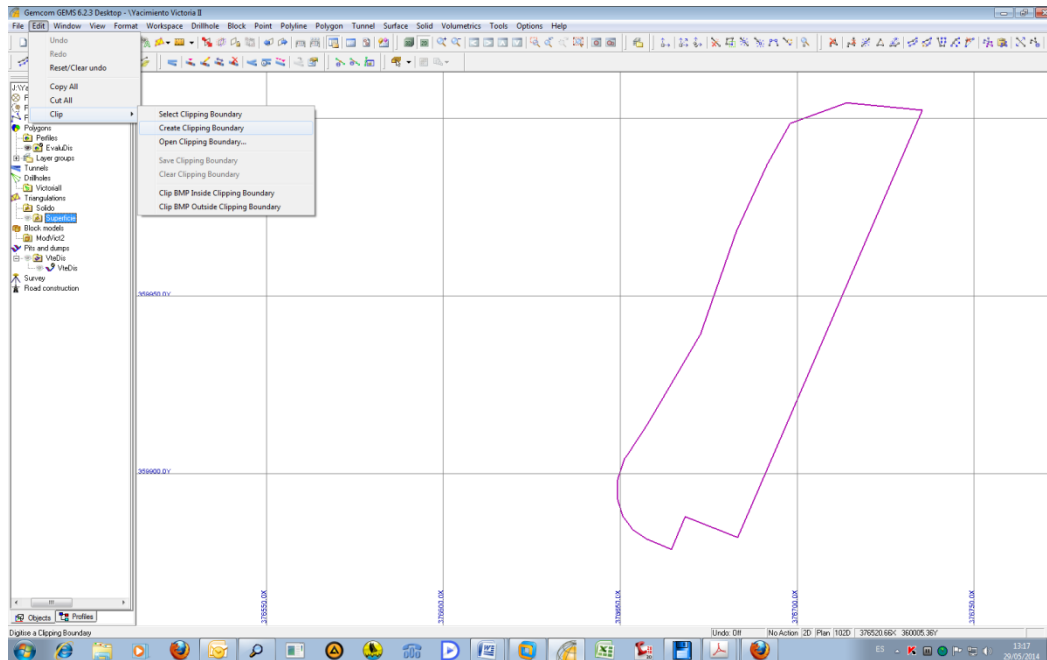 Gemcom GEMS 6.2.3 Desktop - \Yacimiento Victoria II
File Edit Window View Format Workspace Drillhole Block Point Polyline Polygon Tunnel Surface Solid Volumetrics Tools Options Help
Undo
Redo
Reset/Clear undo
Copy All
Cut All
Clip
Select Clipping Boundary
Create Clipping Boundary
Open Clipping Boundary...
Save Clipping Boundary
Clear Clipping Boundary
Clip BMP Inside Clipping Boundary
Clip BMP Outside Clipping Boundary
Polygons
Perfiles
EvaluDis
Layer groups
Tunnels
Drillholes
VictoriaII
Triangulations
Solido
Superficie
Block models
ModVict2
Pits and dumps
VteDis
VteDis
Survey
Road construction
359950.0Y
359900.0Y
376550.0X
376600.0X
376650.0X
376700.0X
376750.0X
Objects Profiles
Digitise a Clipping Boundary
Undo: Off No Action 2D Plan 102D 376520.66X 360005.36Y
ES 13:17
29/05/2014